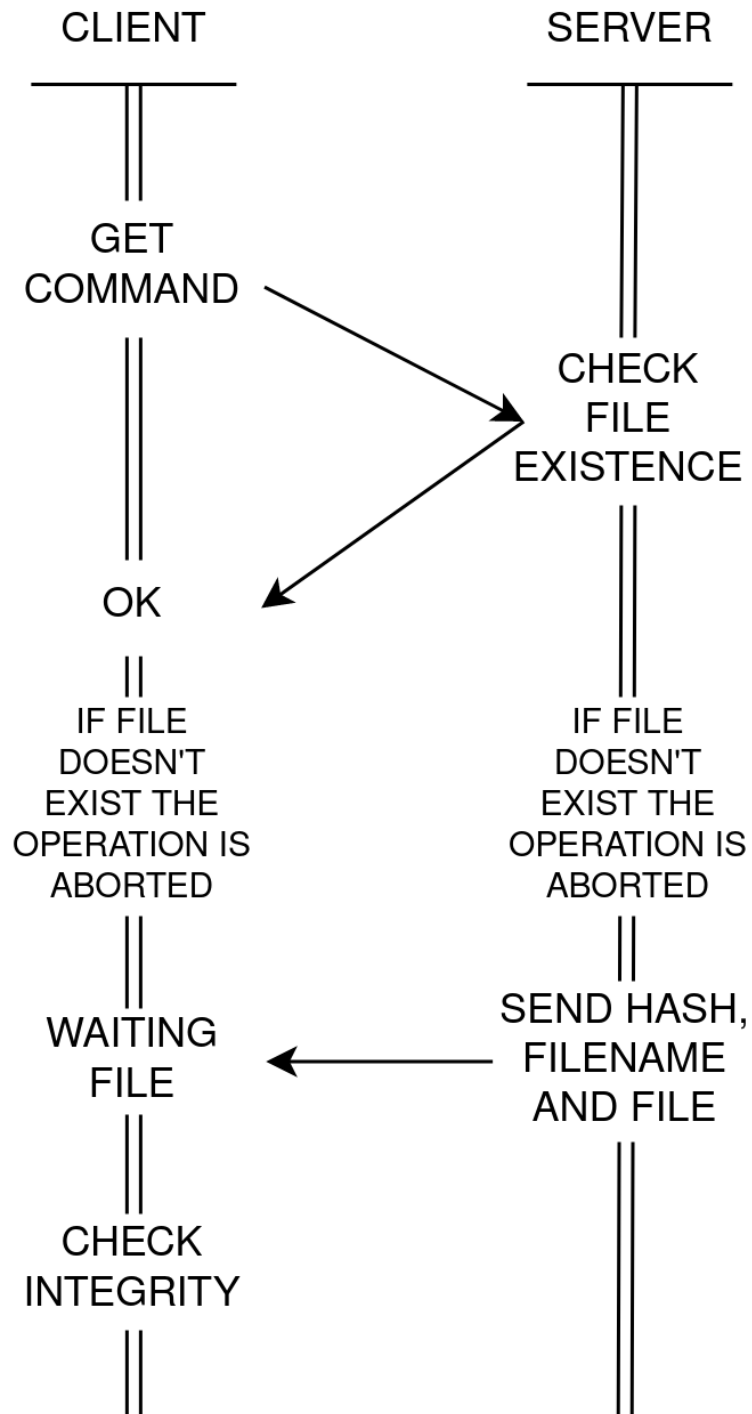 CLIENT
SERVER
GET
COMMAND
CHECK
FILE
EXISTENCE
OK
IF FILE
DOESN'T
EXIST THE
OPERATION IS
ABORTED
IF FILE
DOESN'T
EXIST THE
OPERATION IS
ABORTED
SEND HASH,
FILENAME
AND FILE
WAITING
FILE
CHECK
INTEGRITY